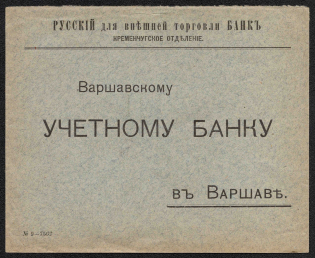 РУССКІЙ для внѣшней торговли БАНКЪ
КРЕМЕНЧУГСКОЕ ОТДѢЛЕНІЕ.
Варшавскому
УЧЕТНОМУ БАНКУ
въ ВАРШАВѢ.